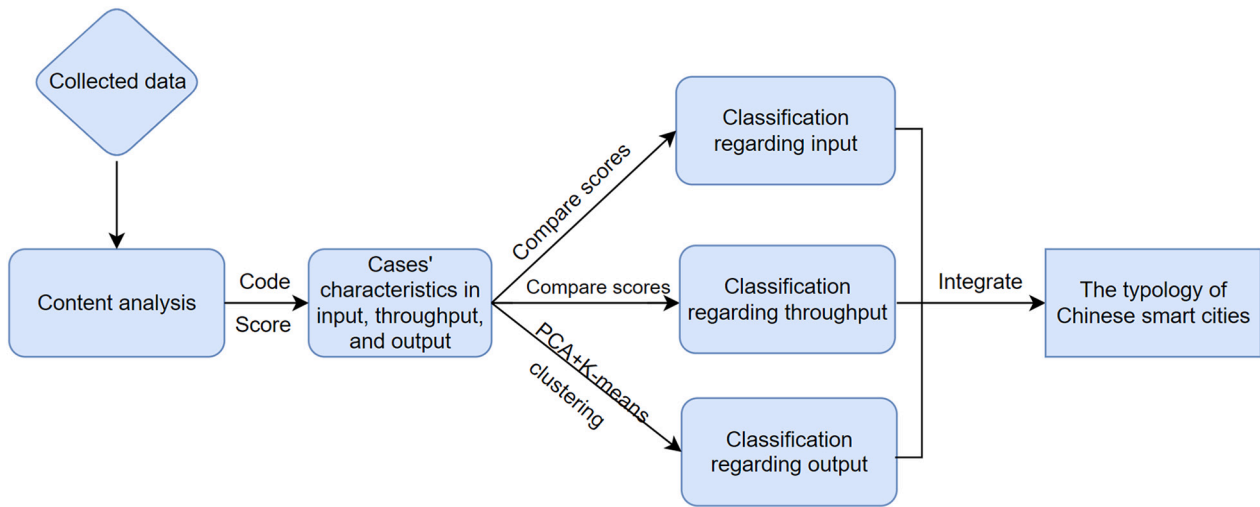 Collected data
Content analysis
Code
Score
Cases'
characteristics in
input, throughput,
and output
Compare scores
Compare scores
PCA+K-means
clustering
Classification
regarding input
Classification
regarding throughput
Classification
regarding output
Integrate
The typology of
Chinese smart cities